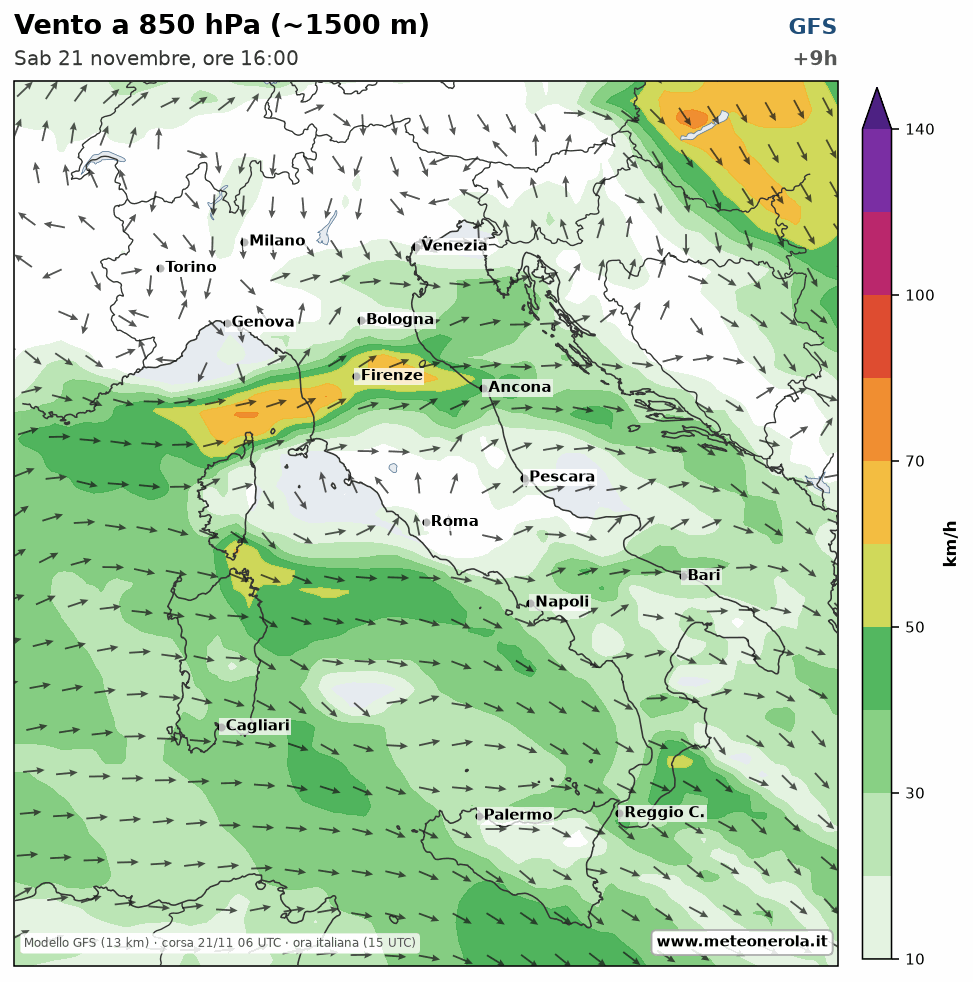 Vento a 850 hPa (~1500 m)
GFS
Sab 21 novembre, ore 16:00
+9h
Milano
Venezia
Torino
Genova
Bologna
Firenze
Ancona
Pescara
Roma
Bari
Napoli
Cagliari
Palermo
Reggio C.
140
100
70
50
30
10
km/h
Modello GFS (13 km) · corsa 21/11 06 UTC · ora italiana (15 UTC)
www.meteonerola.it